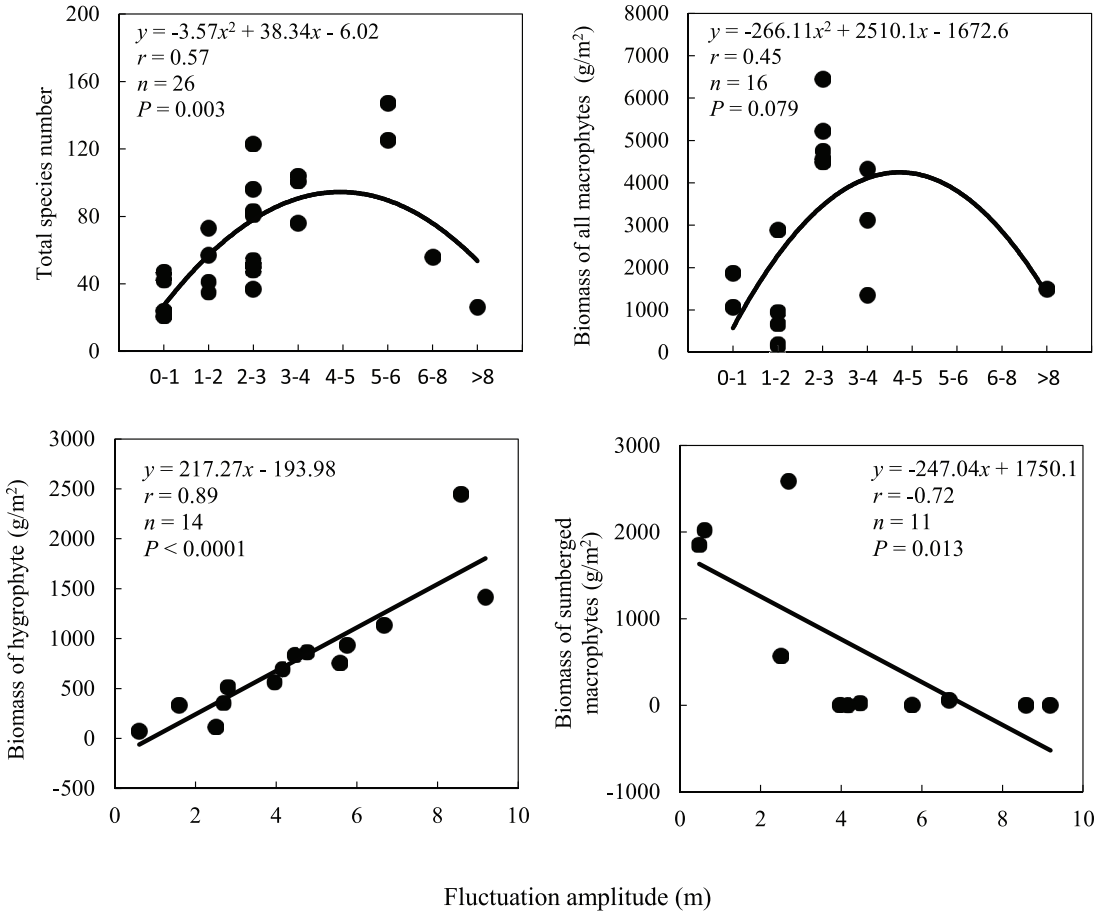 y = -3.57x² + 38.34x - 6.02
r = 0.57
n = 26
P = 0.003
Total species number
200
160
120
80
40
0
0-1 1-2 2-3 3-4 4-5 5-6 6-8 >8
y = -266.11x² + 2510.1x - 1672.6
r = 0.45
n = 16
P = 0.079
Biomass of all macrophytes (g/m²)
8000
7000
6000
5000
4000
3000
2000
1000
0
0-1 1-2 2-3 3-4 4-5 5-6 6-8 >8
y = 217.27x - 193.98
r = 0.89
n = 14
P < 0.0001
Biomass of hygrophyte (g/m²)
3000
2500
2000
1500
1000
500
0
-500
0 2 4 6 8 10
y = -247.04x + 1750.1
r = -0.72
n = 11
P = 0.013
Biomass of sumberged
macrophytes (g/m²)
3000
2000
1000
0
-1000
0 2 4 6 8 10
Fluctuation amplitude (m)